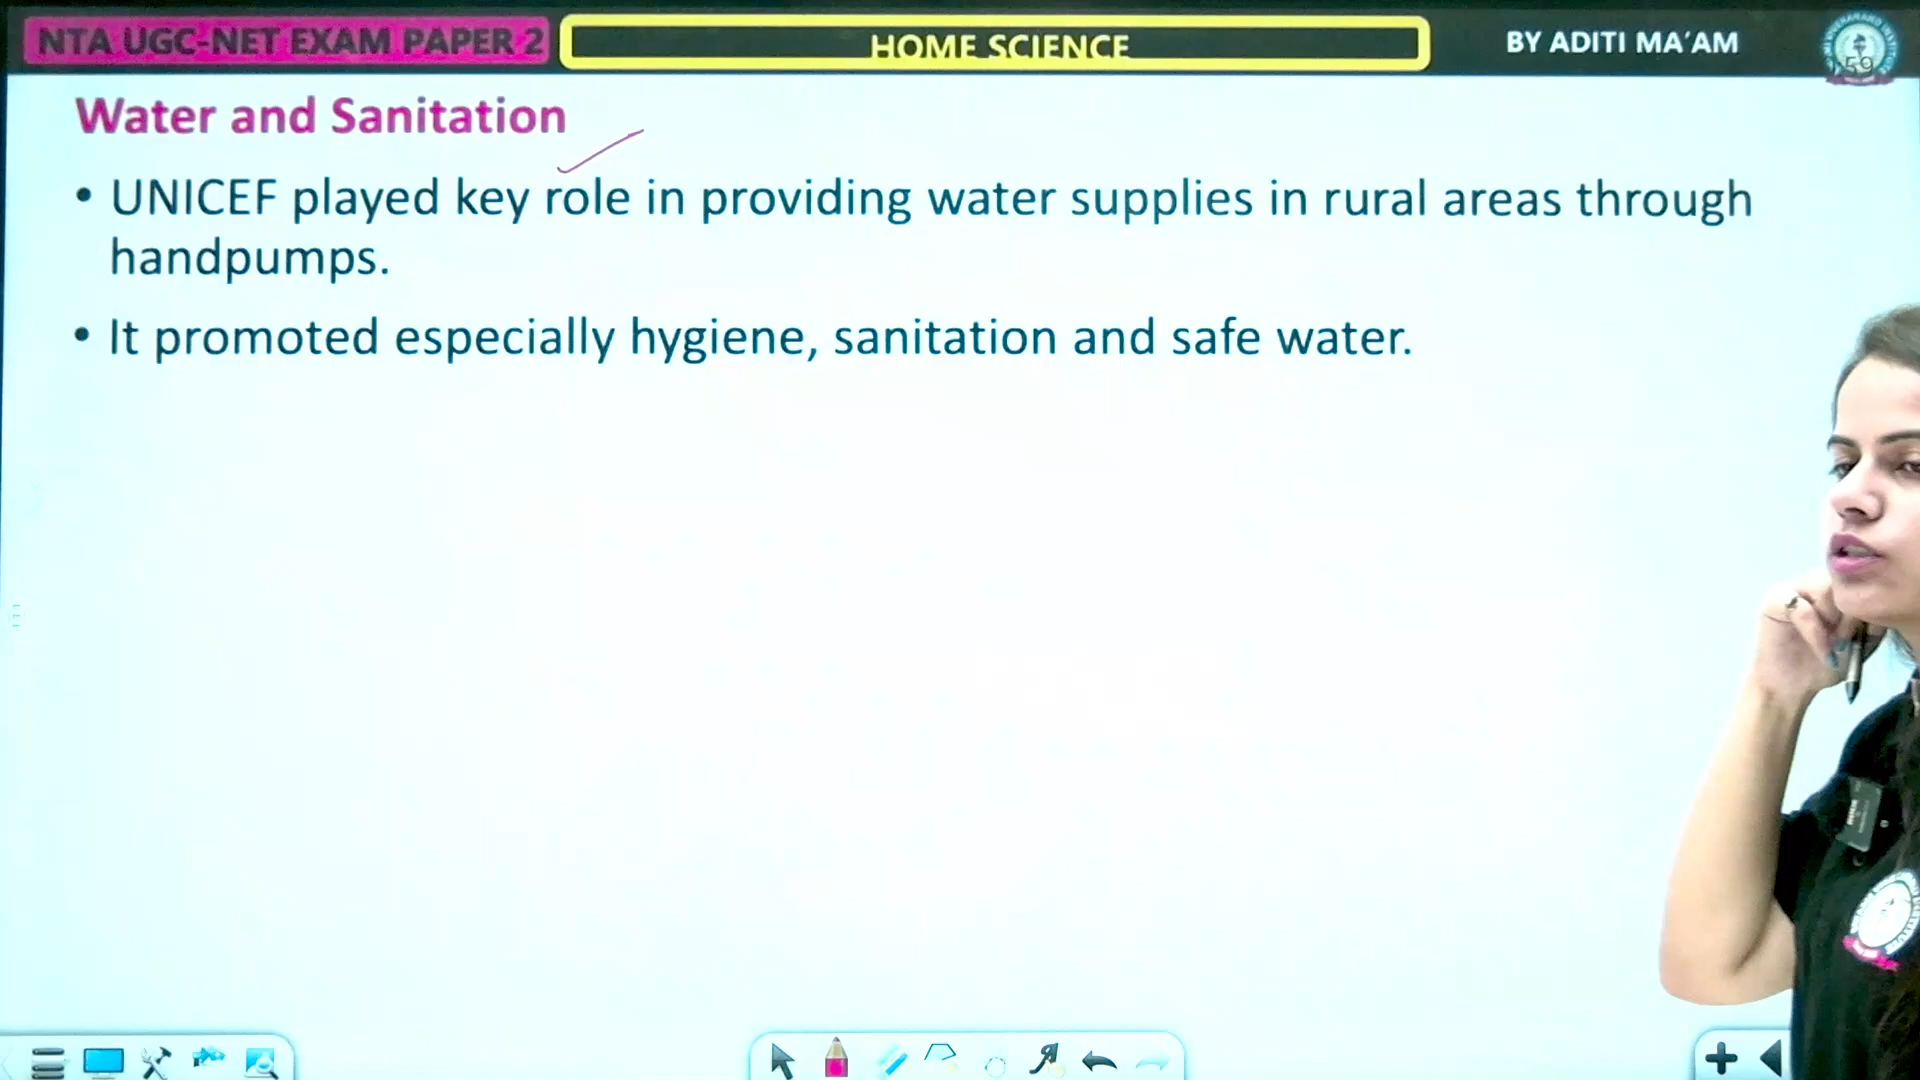 NTA UGC-NET EXAM PAPER 2
HOME SCIENCE
BY ADITI MA'AM
59
Water and Sanitation
• UNICEF played key role in providing water supplies in rural areas through
handpumps.
• It promoted especially hygiene, sanitation and safe water.